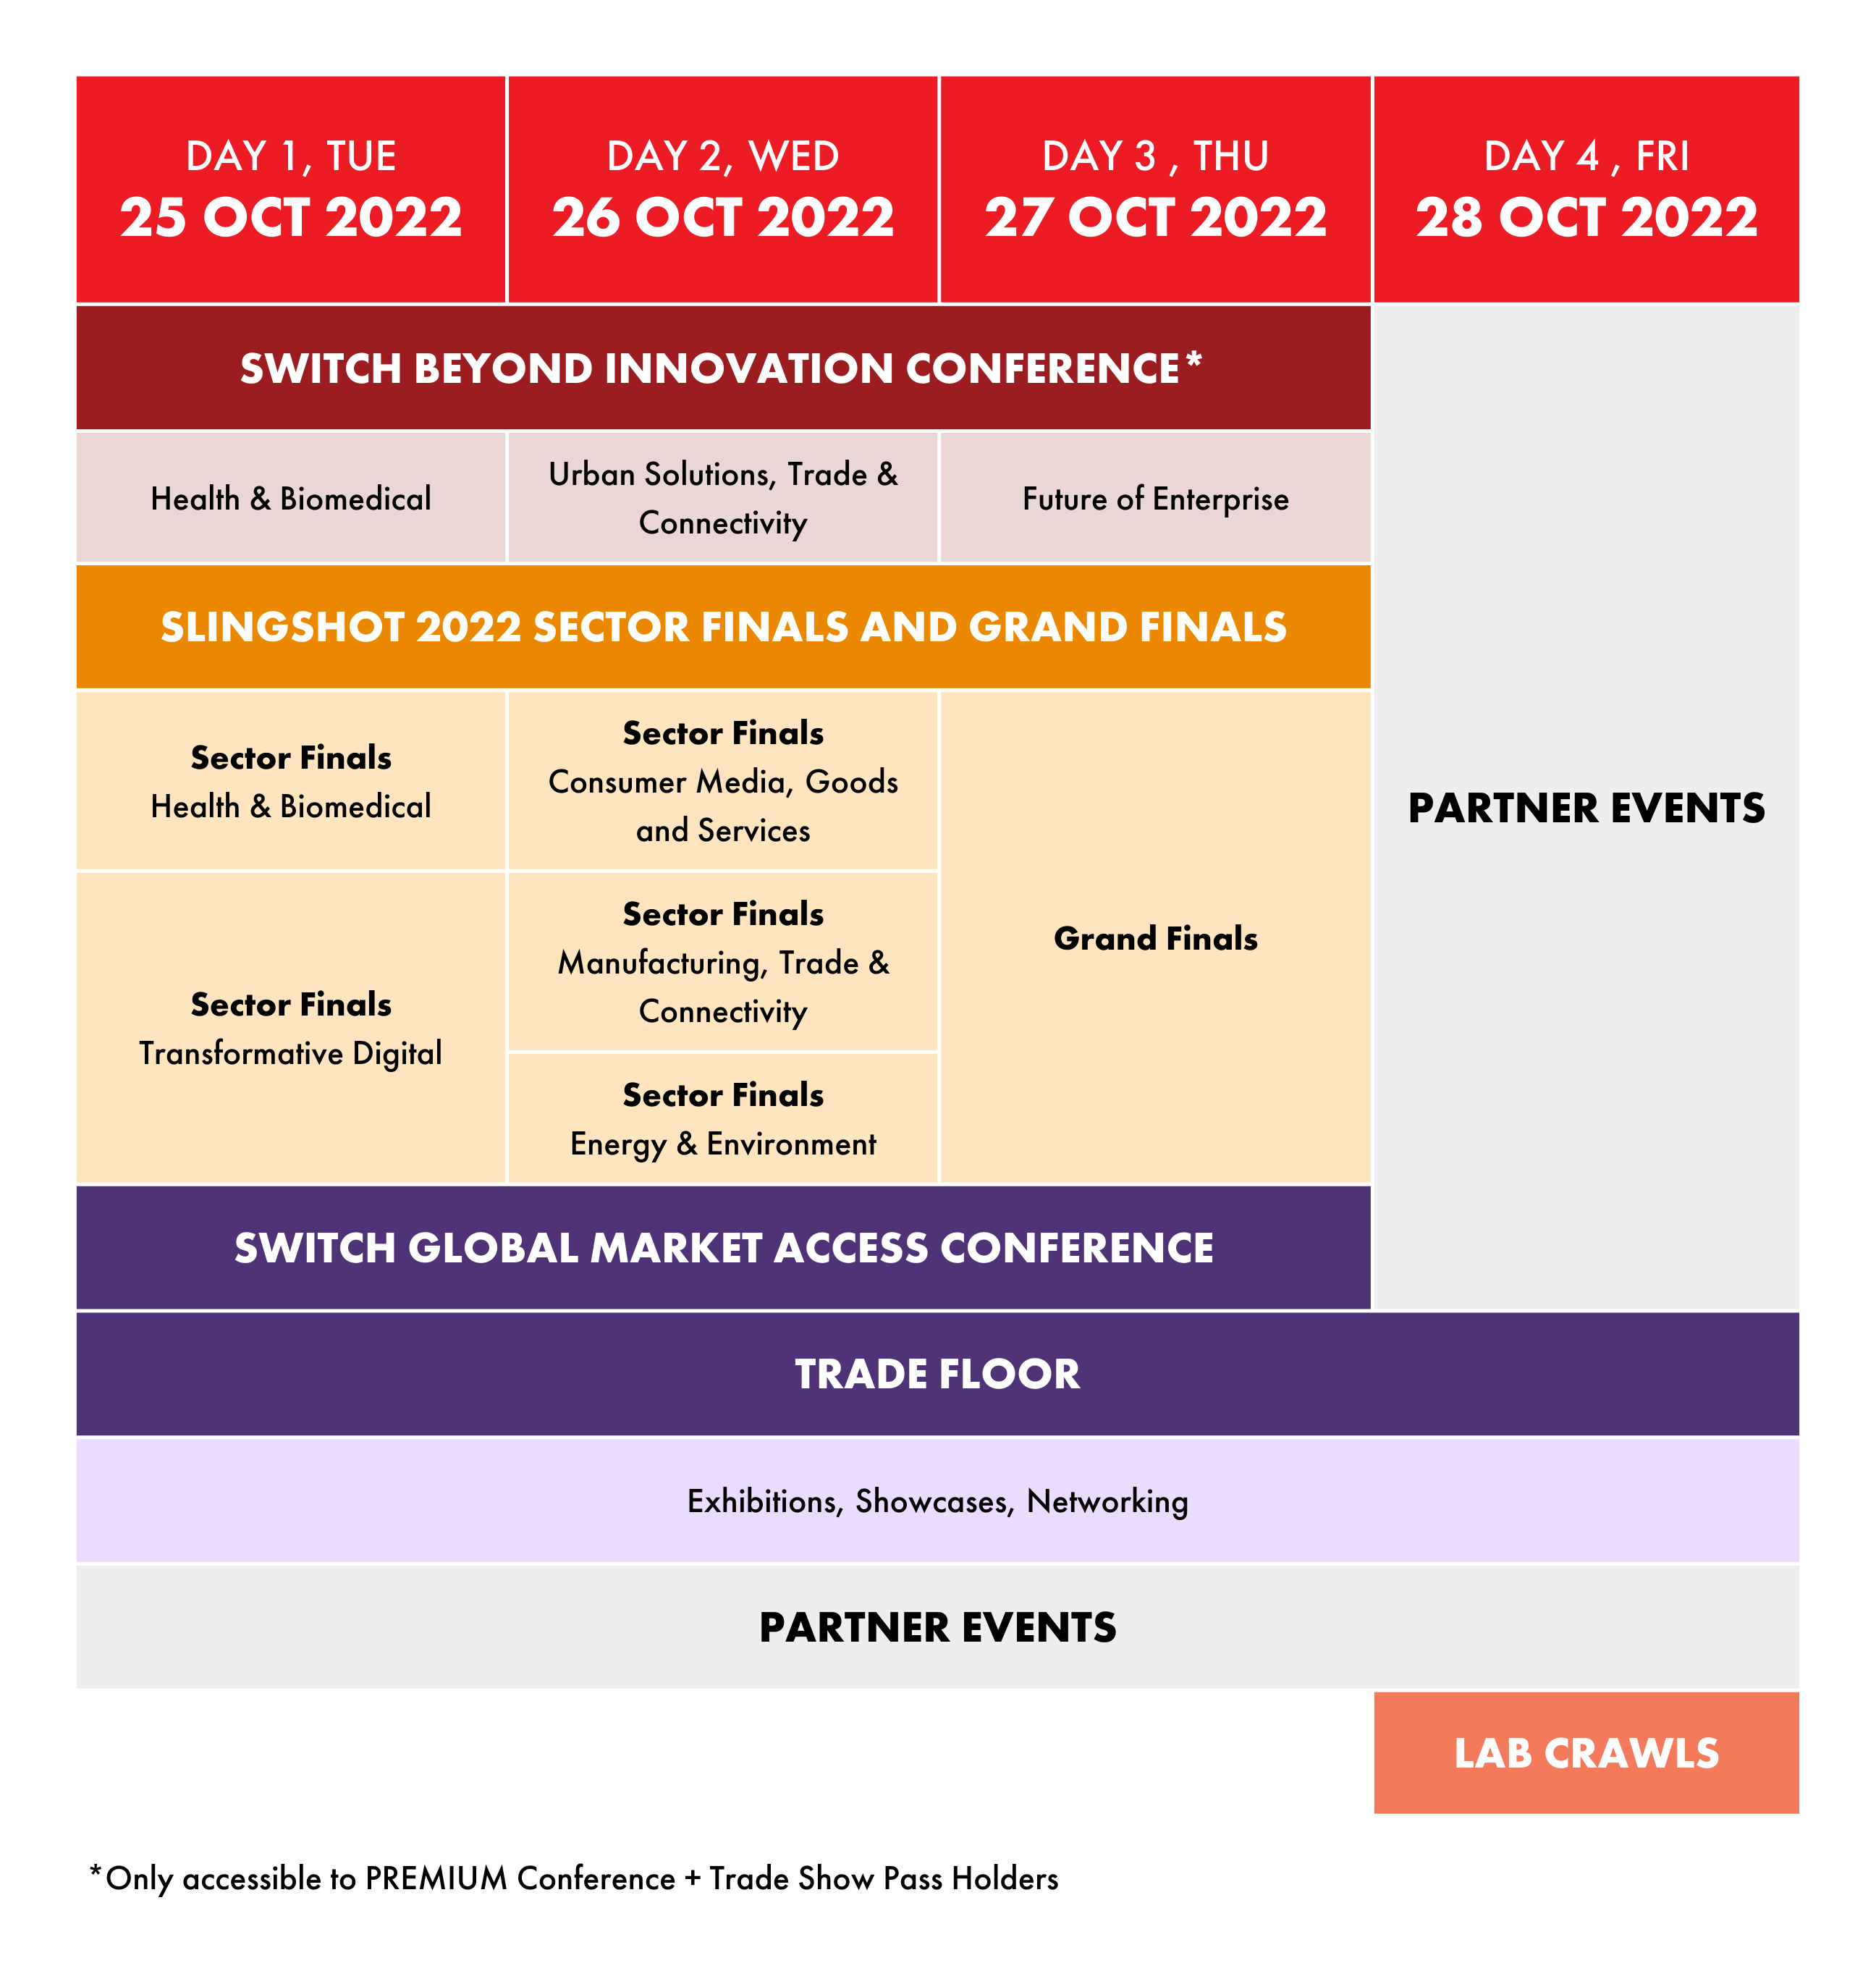 DAY 1, TUE
25 OCT 2022
DAY 2, WED
26 OCT 2022
DAY 3 , THU
27 OCT 2022
DAY 4 , FRI
28 OCT 2022
SWITCH BEYOND INNOVATION CONFERENCE*
Health & Biomedical
Urban Solutions, Trade &
Connectivity
Future of Enterprise
SLINGSHOT 2022 SECTOR FINALS AND GRAND FINALS
Sector Finals
Health & Biomedical
Sector Finals
Consumer Media, Goods
and Services
Sector Finals
Transformative Digital
Sector Finals
Manufacturing, Trade &
Connectivity
Sector Finals
Energy & Environment
Grand Finals
PARTNER EVENTS
SWITCH GLOBAL MARKET ACCESS CONFERENCE
TRADE FLOOR
Exhibitions, Showcases, Networking
PARTNER EVENTS
LAB CRAWLS
*Only accessible to PREMIUM Conference + Trade Show Pass Holders